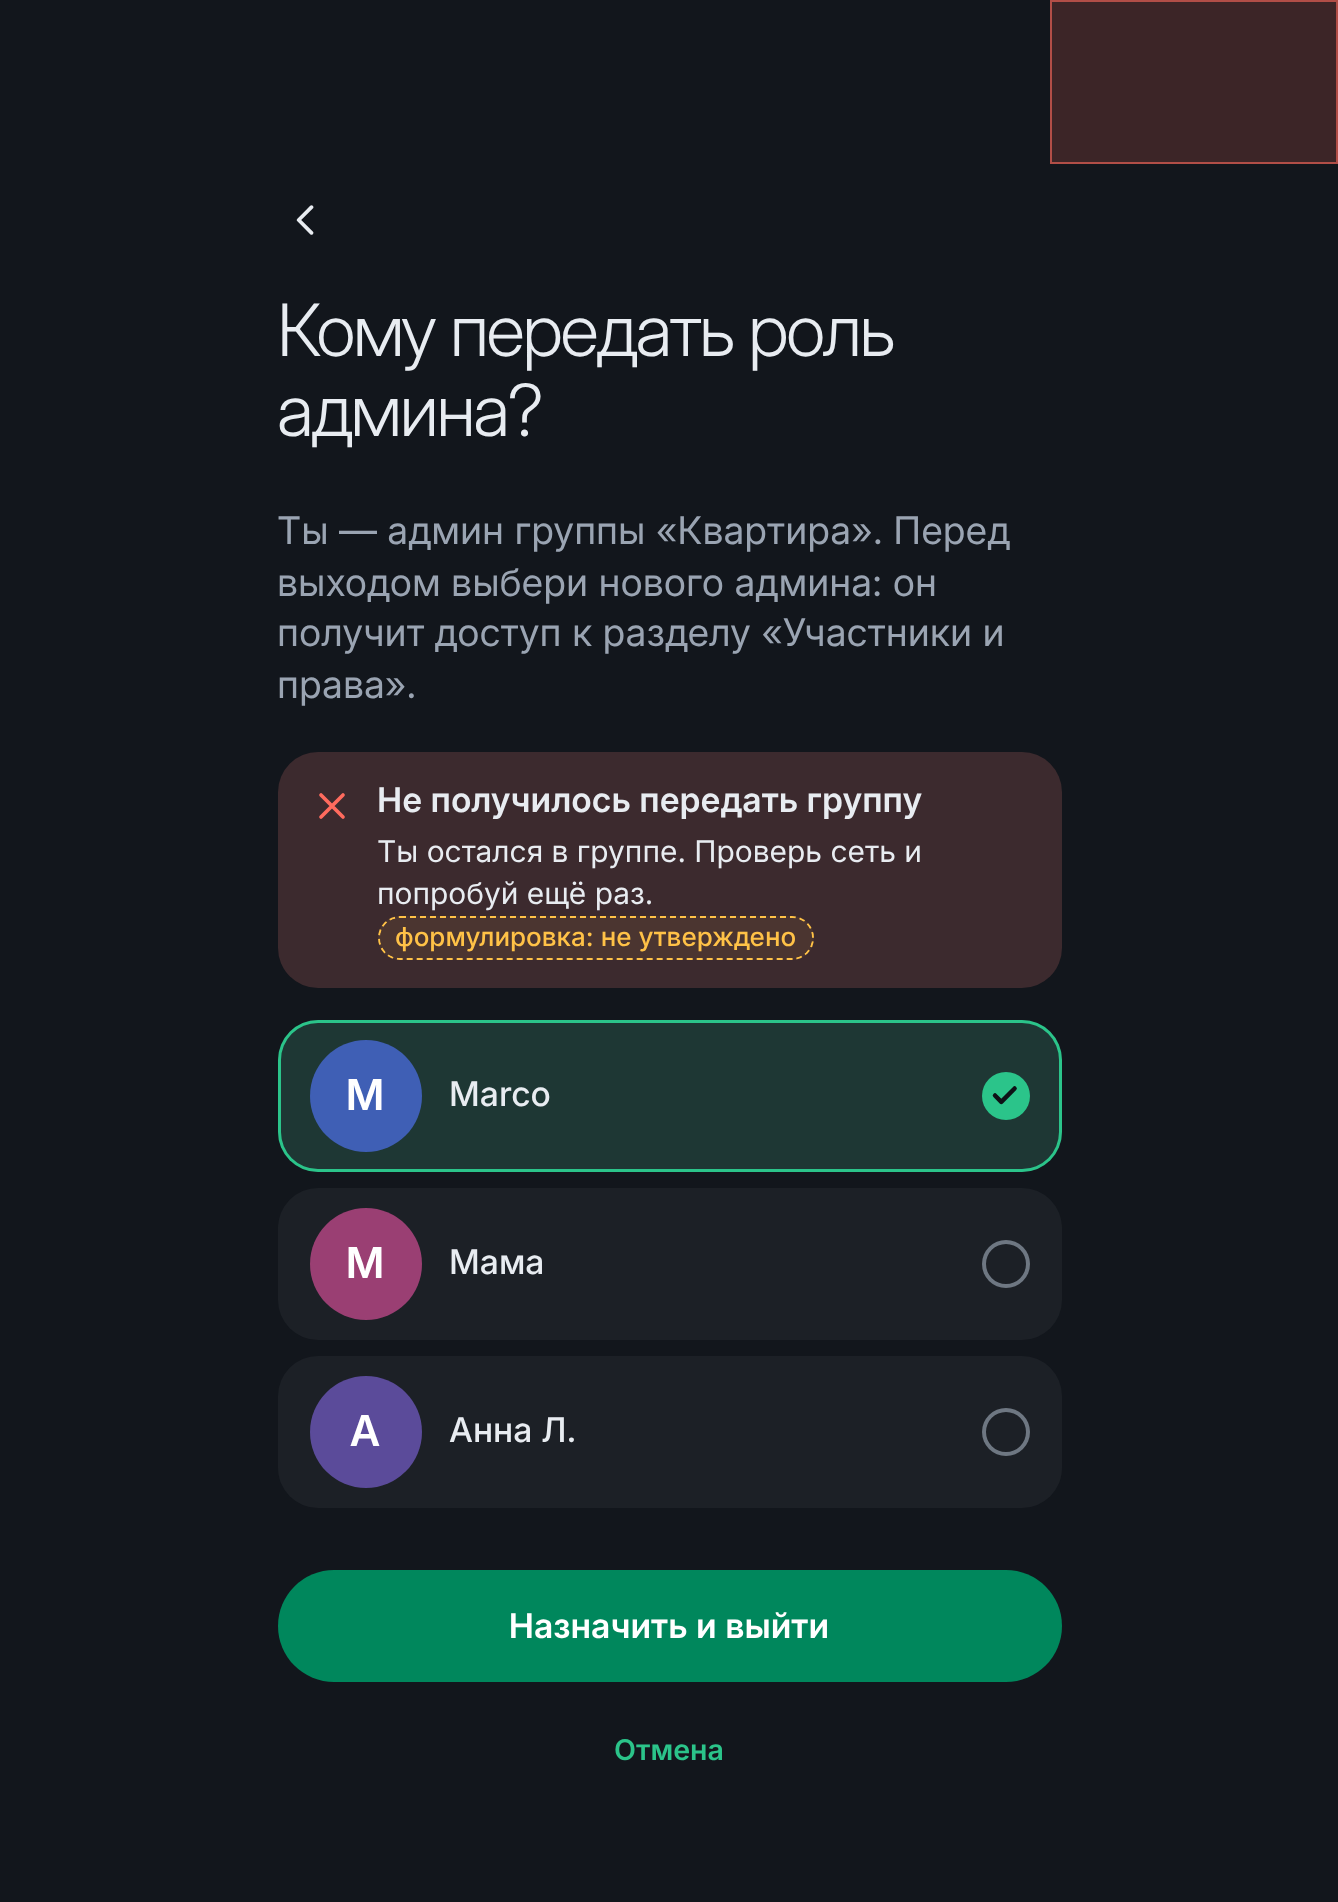 Кому передать роль
админа?
Ты — админ группы «Квартира». Перед
выходом выбери нового админа: он
получит доступ к разделу «Участники и
права».
Не получилось передать группу
Ты остался в группе. Проверь сеть и
попробуй ещё раз.
формулировка: не утверждено
M Marco
М Мама
А Анна Л.
Назначить и выйти
Отмена